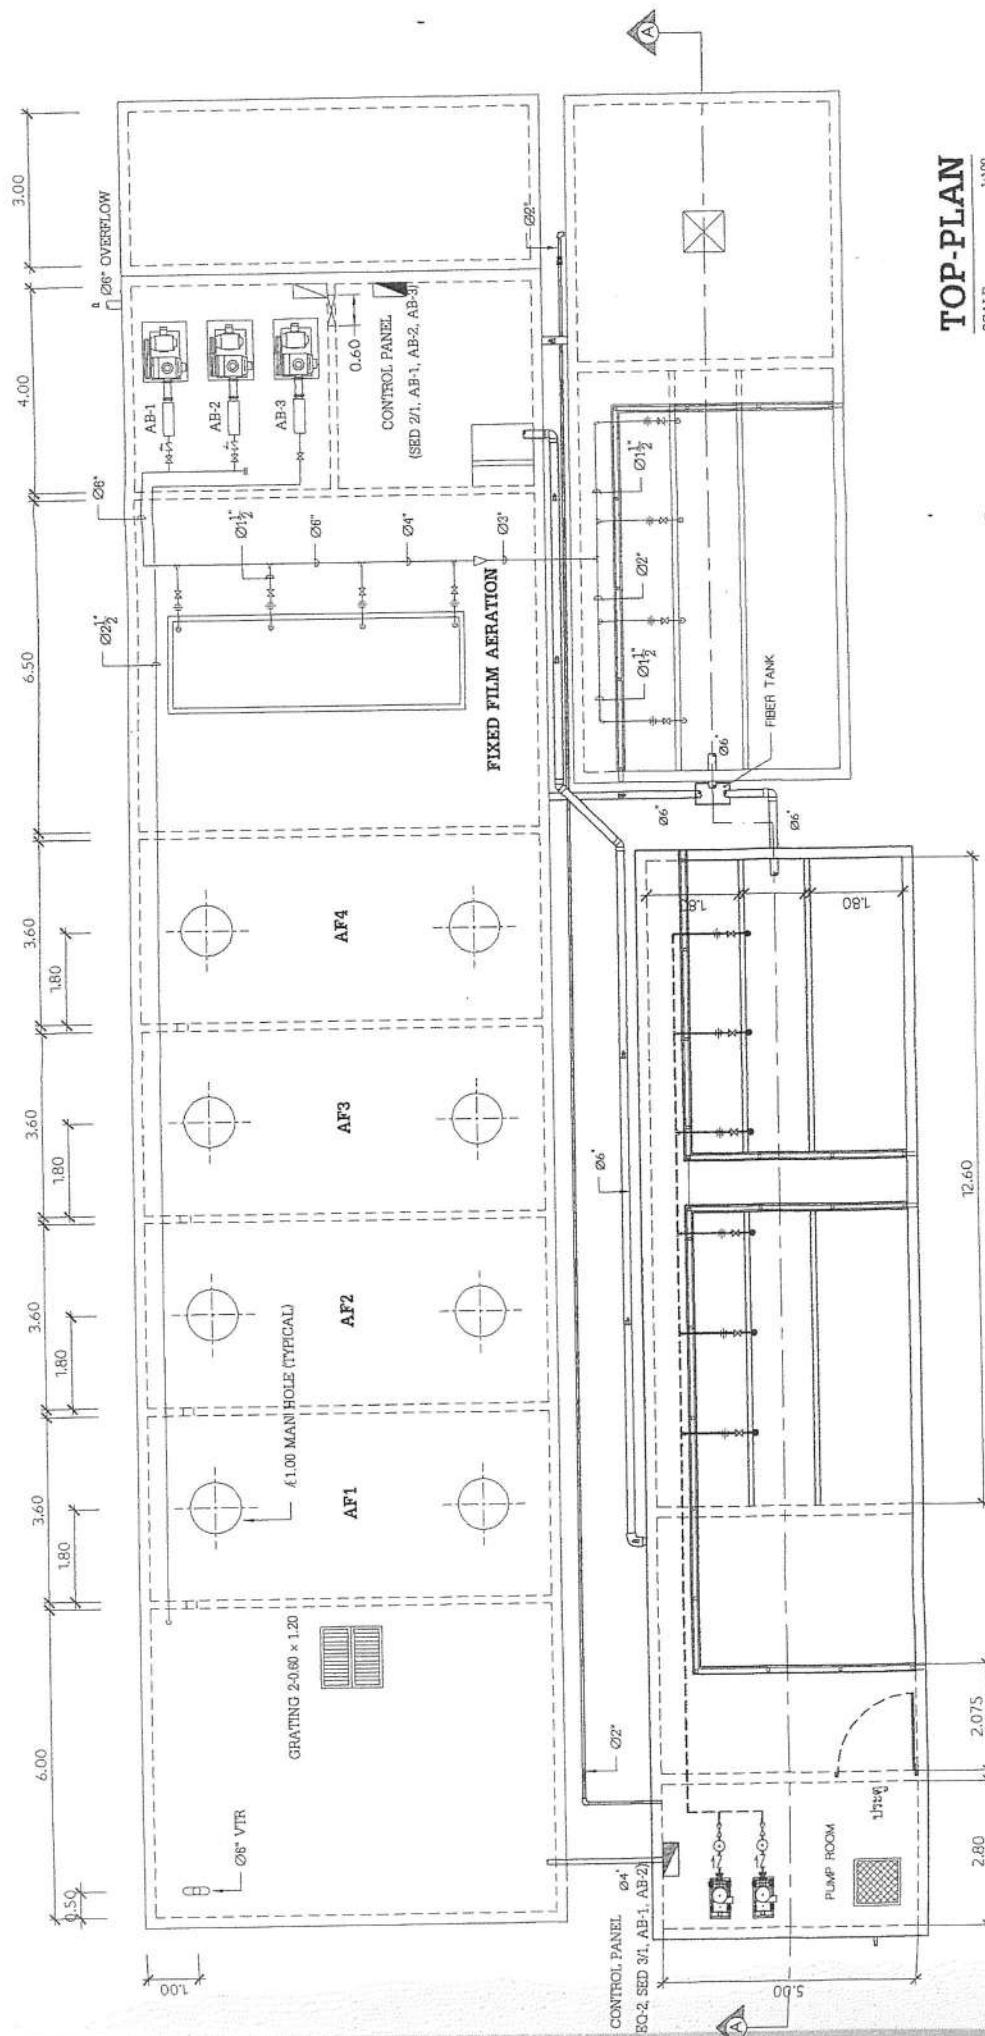 3.00
4.00
6.50
3.60
3.60
3.60
3.60
6.00
1.80
1.80
1.80
1.80
0.50
1.00
Ø6" OVERFLOW
AB-1
AB-2
AB-3
0.60
CONTROL PANEL
(SED 2/1, AB-1, AB-2, AB-3)
Ø6"
Ø2½"
Ø1½"
Ø6"
Ø4"
Ø3"
Ø2"
FIXED FILM AERATION
AF4
AF3
AF2
AF1
Æ1.00 MANHOLE (TYPICAL)
GRATING 2-0.60 x 1.20
Ø6" VTR
Ø1½"
Ø2"
Ø1½"
FIBER TANK
Ø6"
Ø6"
Ø6"
Ø6"
1.80
1.80
12.60
2.075
2.80
5.00
Ø2"
Ø4"
CONTROL PANEL
EQ-2, SED 3/1, AB-1, AB-2)
PUMP ROOM
ประตู
A
A
TOP-PLAN
1:100